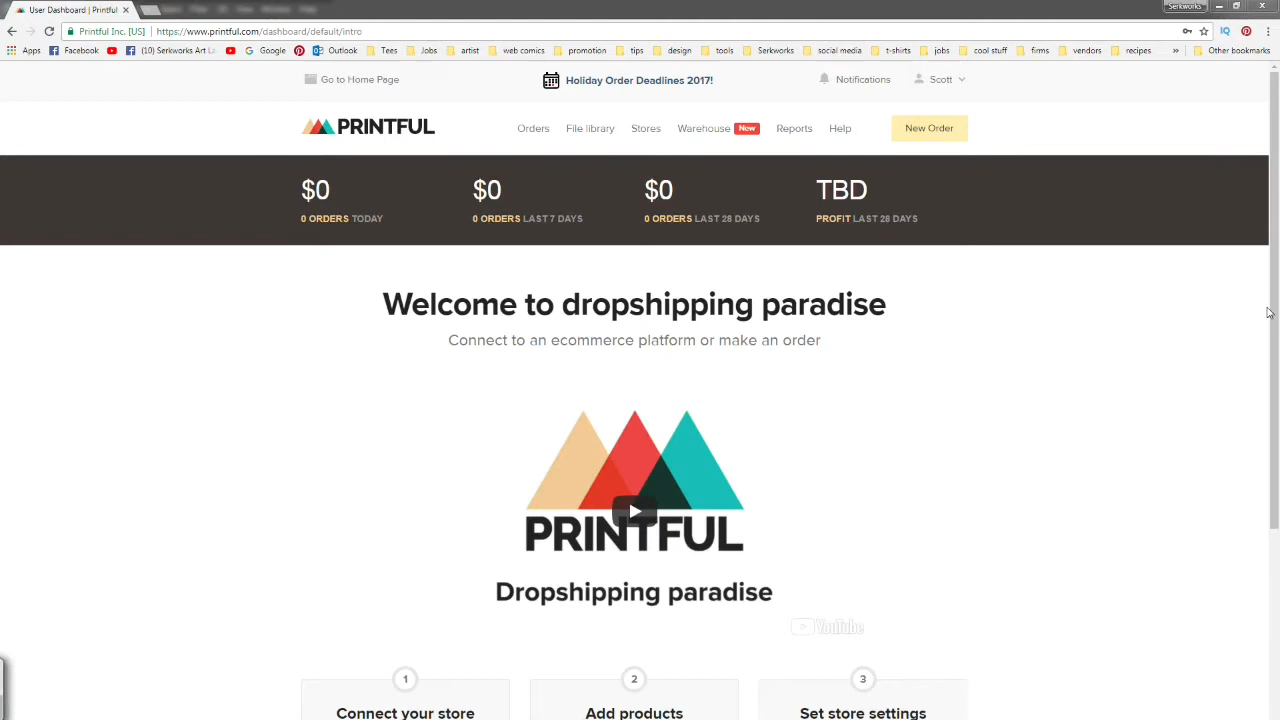 User Dashboard | Printful
Serkworks
Printful Inc. [US] https://www.printful.com/dashboard/default/intro
Apps Facebook (10) Serkworks Art La Google Outlook Tees Jobs artist web comics promotion tips design tools Serkworks social media t-shirts jobs cool stuff firms vendors recipes » Other bookmarks
Go to Home Page Holiday Order Deadlines 2017! Notifications Scott
PRINTFUL Orders File library Stores Warehouse New Reports Help New Order
$0 $0 $0 TBD
0 ORDERS TODAY 0 ORDERS LAST 7 DAYS 0 ORDERS LAST 28 DAYS PROFIT LAST 28 DAYS
Welcome to dropshipping paradise
Connect to an ecommerce platform or make an order
PRINTFUL
Dropshipping paradise
YouTube
1 2 3
Connect your store Add products Set store settings